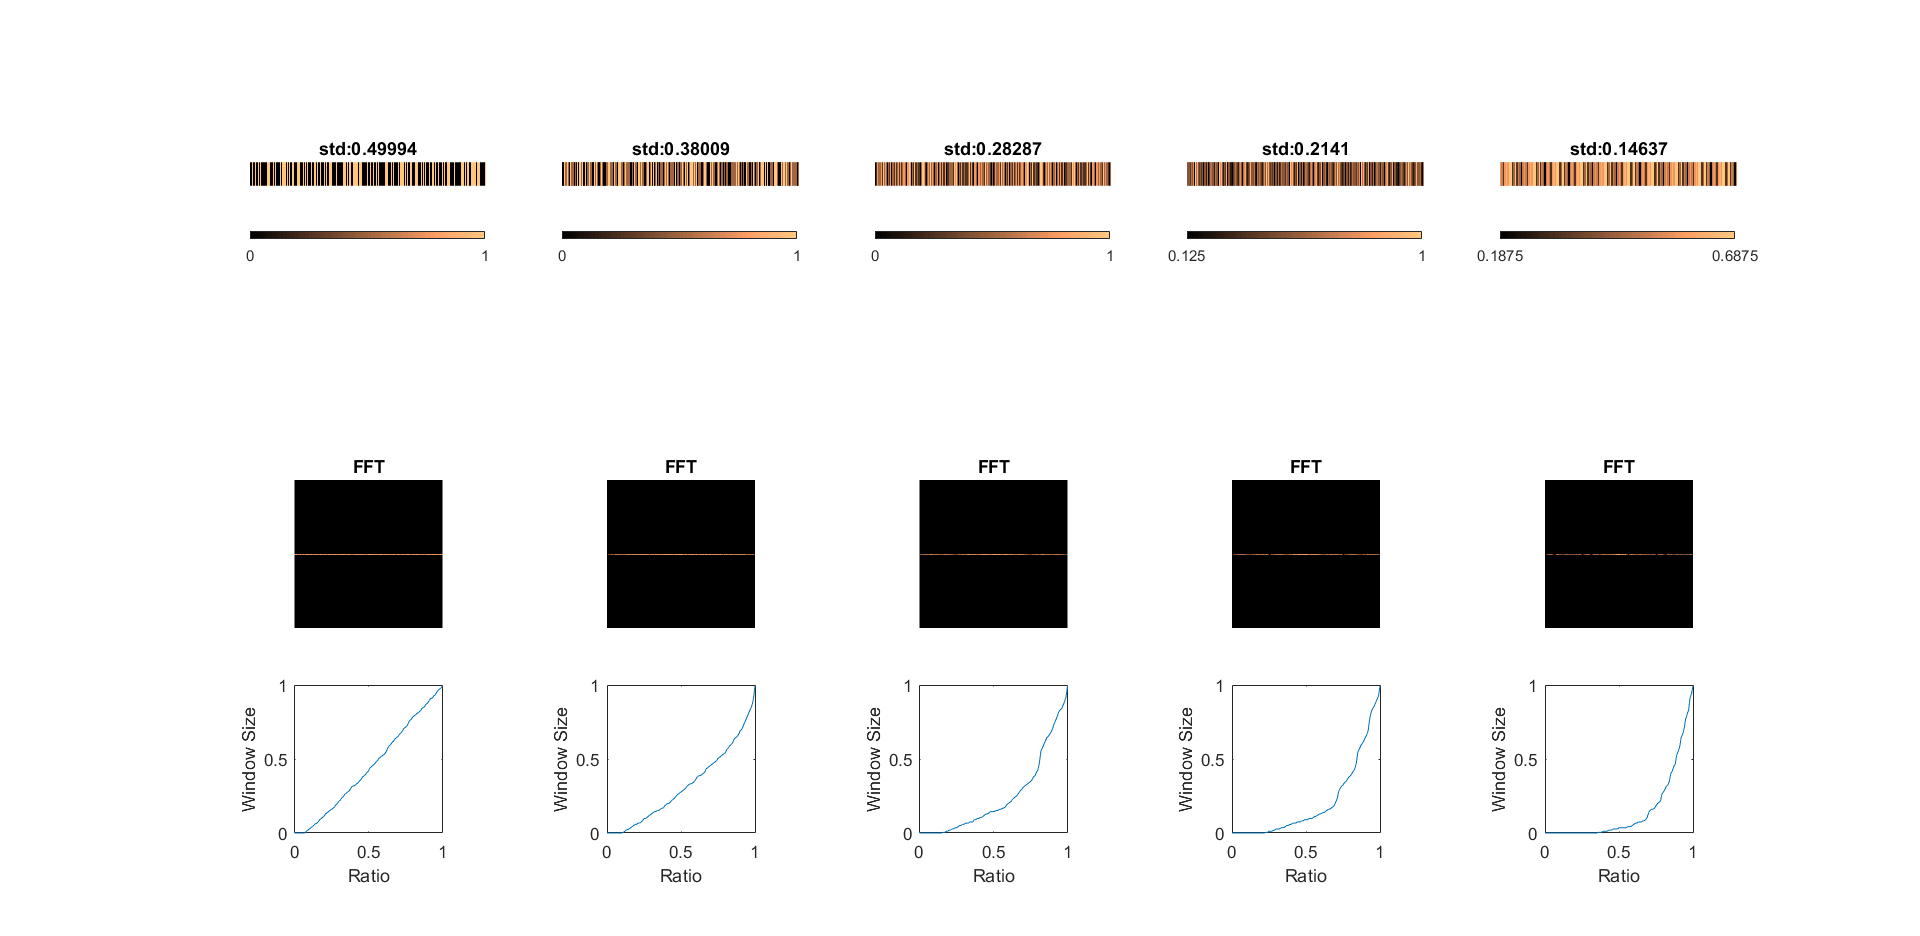 std:0.49994 std:0.38009 std:0.28287 std:0.2141 std:0.14637
0 1 0 1 0 1 0.125 1 0.1875 0.6875
FFT FFT FFT FFT FFT
1 1 1 1 1
Window Size Window Size Window Size Window Size Window Size
0.5 0.5 0.5 0.5 0.5
0 0 0 0 0
0 0.5 1 0 0.5 1 0 0.5 1 0 0.5 1 0 0.5 1
Ratio Ratio Ratio Ratio Ratio